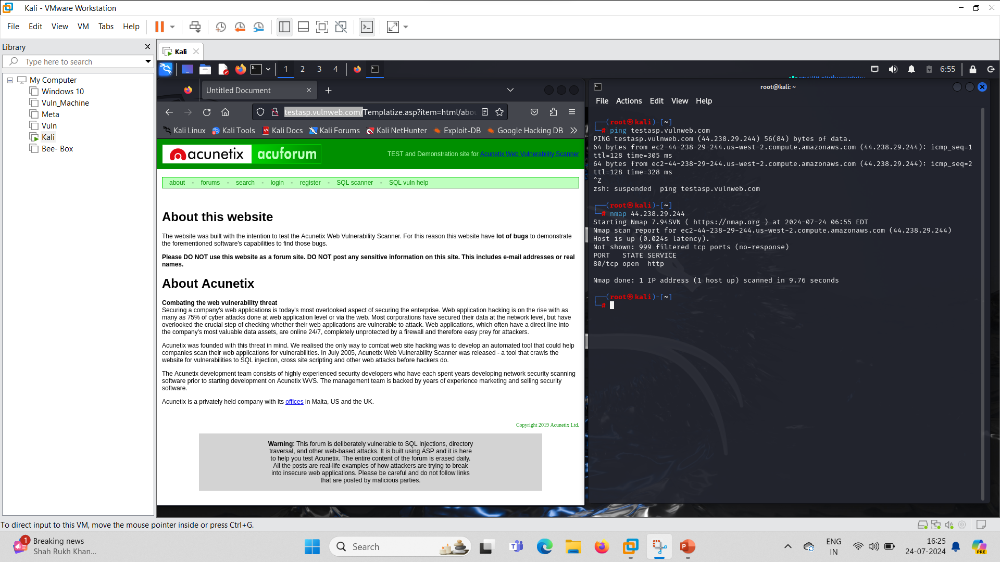 Kali - VMware Workstation
File Edit View VM Tabs Help
Library
Type here to search
My Computer
Windows 10
Vuln_Machine
Meta
Vuln
Kali
Bee- Box
Kali
1 2 3 4
6:55
Untitled Document
testasp.vulnweb.com/Templatize.asp?item=html/abou
Kali Linux Kali Tools Kali Docs Kali Forums Kali NetHunter Exploit-DB Google Hacking DB
acunetix acuforum
TEST and Demonstration site for Acunetix Web Vulnerability Scanner
about - forums - search - login - register - SQL scanner - SQL vuln help
About this website
The website was built with the intention to test the Acunetix Web Vulnerability Scanner. For this reason this website have lot of bugs to demonstrate
the forementioned software's capabilities to find those bugs.
Please DO NOT use this website as a forum site. DO NOT post any sensitive information on this site. This includes e-mail addresses or real
names.
About Acunetix
Combating the web vulnerability threat
Securing a company's web applications is today's most overlooked aspect of securing the enterprise. Web application hacking is on the rise with as
many as 75% of cyber attacks done at web application level or via the web. Most corporations have secured their data at the network level, but have
overlooked the crucial step of checking whether their web applications are vulnerable to attack. Web applications, which often have a direct line into
the company's most valuable data assets, are online 24/7, completely unprotected by a firewall and therefore easy prey for attackers.
Acunetix was founded with this threat in mind. We realised the only way to combat web site hacking was to develop an automated tool that could help
companies scan their web applications for vulnerabilities. In July 2005, Acunetix Web Vulnerability Scanner was released - a tool that crawls the
website for vulnerabilities to SQL injection, cross site scripting and other web attacks before hackers do.
The Acunetix development team consists of highly experienced security developers who have each spent years developing network security scanning
software prior to starting development on Acunetix WVS. The management team is backed by years of experience marketing and selling security
software.
Acunetix is a privately held company with its offices in Malta, US and the UK.
Copyright 2019 Acunetix Ltd.
Warning: This forum is deliberately vulnerable to SQL Injections, directory
traversal, and other web-based attacks. It is built using ASP and it is here
to help you test Acunetix. The entire content of the forum is erased daily.
All the posts are real-life examples of how attackers are trying to break
into insecure web applications. Please be careful and do not follow links
that are posted by malicious parties.
root@kali: ~
File Actions Edit View Help
┌──(root㉿kali)-[~]
└─# ping testasp.vulnweb.com
PING testasp.vulnweb.com (44.238.29.244) 56(84) bytes of data.
64 bytes from ec2-44-238-29-244.us-west-2.compute.amazonaws.com (44.238.29.244): icmp_seq=1
ttl=128 time=305 ms
64 bytes from ec2-44-238-29-244.us-west-2.compute.amazonaws.com (44.238.29.244): icmp_seq=2
ttl=128 time=328 ms
^Z
zsh: suspended  ping testasp.vulnweb.com
┌──(root㉿kali)-[~]
└─# nmap 44.238.29.244
Starting Nmap 7.94SVN ( https://nmap.org ) at 2024-07-24 06:55 EDT
Nmap scan report for ec2-44-238-29-244.us-west-2.compute.amazonaws.com (44.238.29.244)
Host is up (0.024s latency).
Not shown: 999 filtered tcp ports (no-response)
PORT   STATE SERVICE
80/tcp open  http
Nmap done: 1 IP address (1 host up) scanned in 9.76 seconds
┌──(root㉿kali)-[~]
└─#
To direct input to this VM, move the mouse pointer inside or press Ctrl+G.
1
Breaking news
Shah Rukh Khan...
Search
PRE
ENG
IN
16:25
24-07-2024